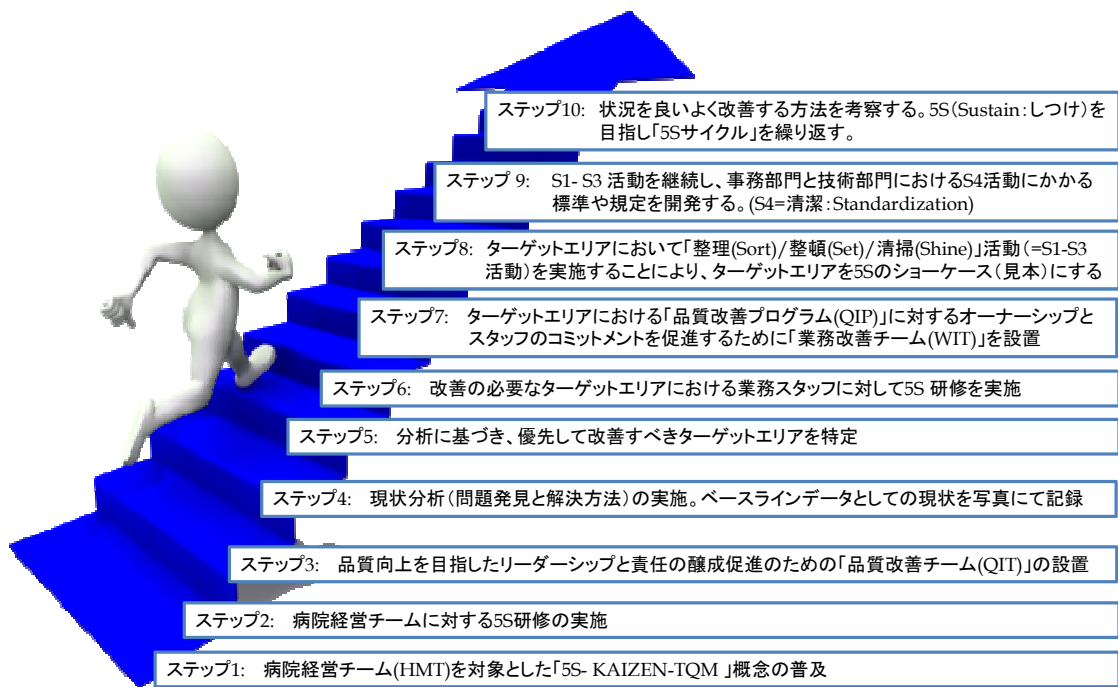 ステップ10: 状況を良いよく改善する方法を考察する。5S(Sustain:しつけ)を
目指し「5Sサイクル」を繰り返す。
ステップ 9: S1- S3 活動を継続し、事務部門と技術部門におけるS4活動にかかる
標準や規定を開発する。(S4=清潔:Standardization)
ステップ8: ターゲットエリアにおいて「整理(Sort)/整頓(Set)/清掃(Shine)」活動(=S1-S3
活動)を実施することにより、ターゲットエリアを5Sのショーケース(見本)にする
ステップ7: ターゲットエリアにおける「品質改善プログラム(QIP)」に対するオーナーシップと
スタッフのコミットメントを促進するために「業務改善チーム(WIT)」を設置
ステップ6: 改善の必要なターゲットエリアにおける業務スタッフに対して5S 研修を実施
ステップ5: 分析に基づき、優先して改善すべきターゲットエリアを特定
ステップ4: 現状分析(問題発見と解決方法)の実施。ベースラインデータとしての現状を写真にて記録
ステップ3: 品質向上を目指したリーダーシップと責任の醸成促進のための「品質改善チーム(QIT)」の設置
ステップ2: 病院経営チームに対する5S研修の実施
ステップ1: 病院経営チーム(HMT)を対象とした「5S- KAIZEN-TQM 」概念の普及